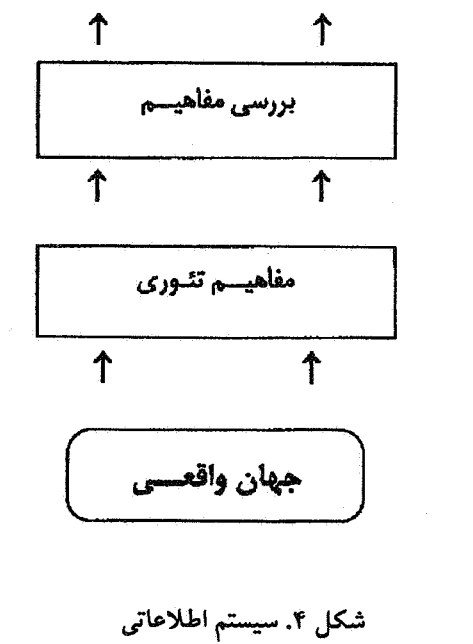 بررسی مفاهیم
مفاهیم تئوری
جهان واقعی
شکل ۴. سیستم اطلاعاتی